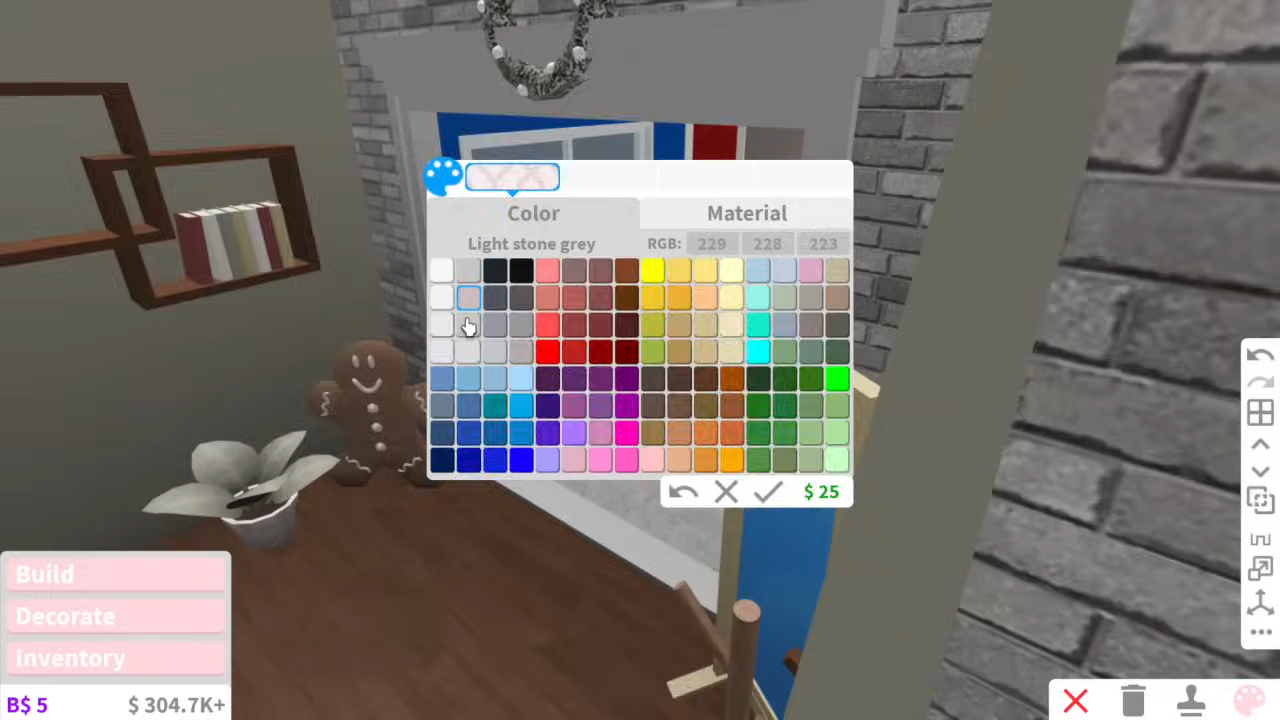 Color
Material
Light stone grey
RGB: 229 228 223
$ 25
Build
Decorate
Inventory
B$ 5
$ 304.7K+